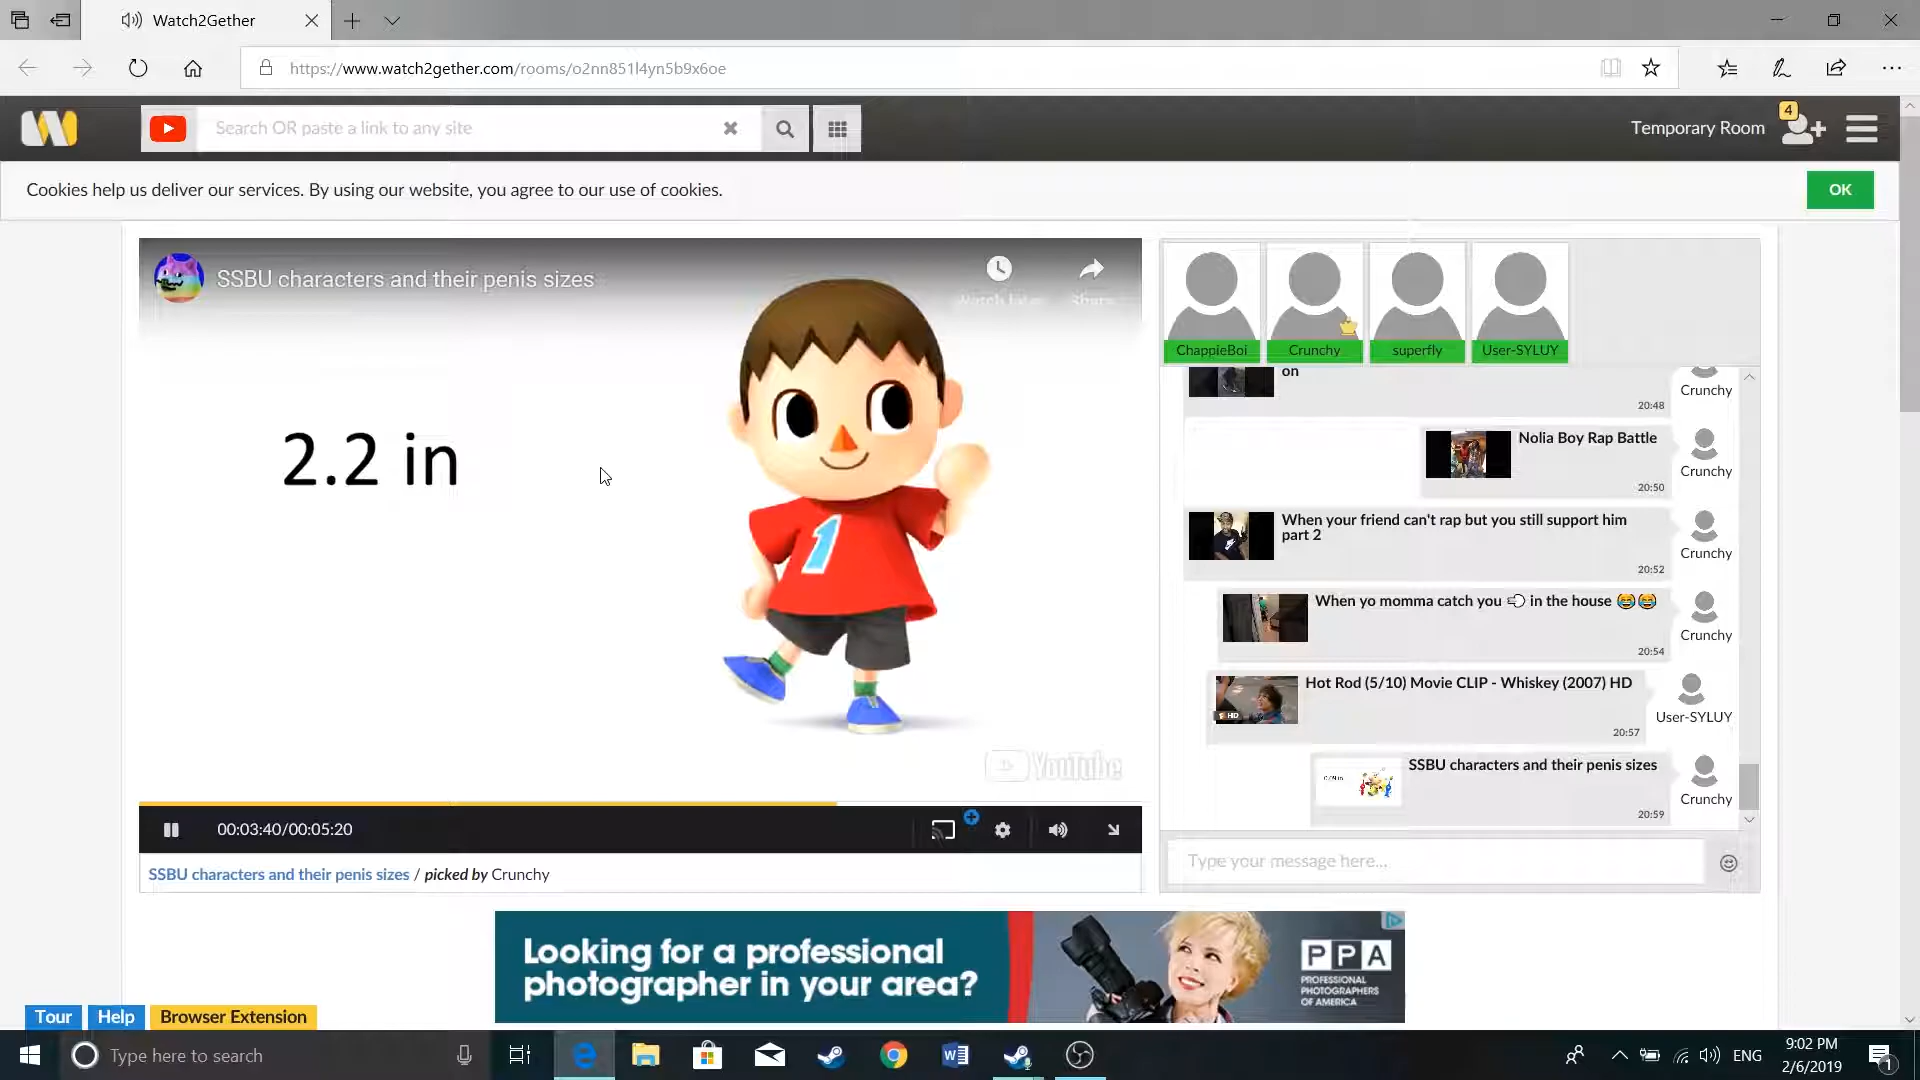 Watch2Gether
https://www.watch2gether.com/rooms/o2nn851l4yn5b9x6oe
Search OR paste a link to any site
Temporary Room
4
Cookies help us deliver our services. By using our website, you agree to our use of cookies.
OK
SSBU characters and their penis sizes
Watch later
Share
2.2 in
1
YouTube
00:03:40/00:05:20
SSBU characters and their penis sizes / picked by Crunchy
ChappieBoi
Crunchy
superfly
User-SYLUY
on
Crunchy
20:48
Nolia Boy Rap Battle
Crunchy
20:50
When your friend can't rap but you still support him
part 2
Crunchy
20:52
When yo momma catch you 💨 in the house 😂😂
Crunchy
20:54
Hot Rod (5/10) Movie CLIP - Whiskey (2007) HD
HD
User-SYLUY
20:57
SSBU characters and their penis sizes
Crunchy
20:59
Type your message here...
Looking for a professional
photographer in your area?
PPA
PROFESSIONAL
PHOTOGRAPHERS
OF AMERICA
Tour
Help
Browser Extension
Type here to search
ENG
9:02 PM
2/6/2019
1